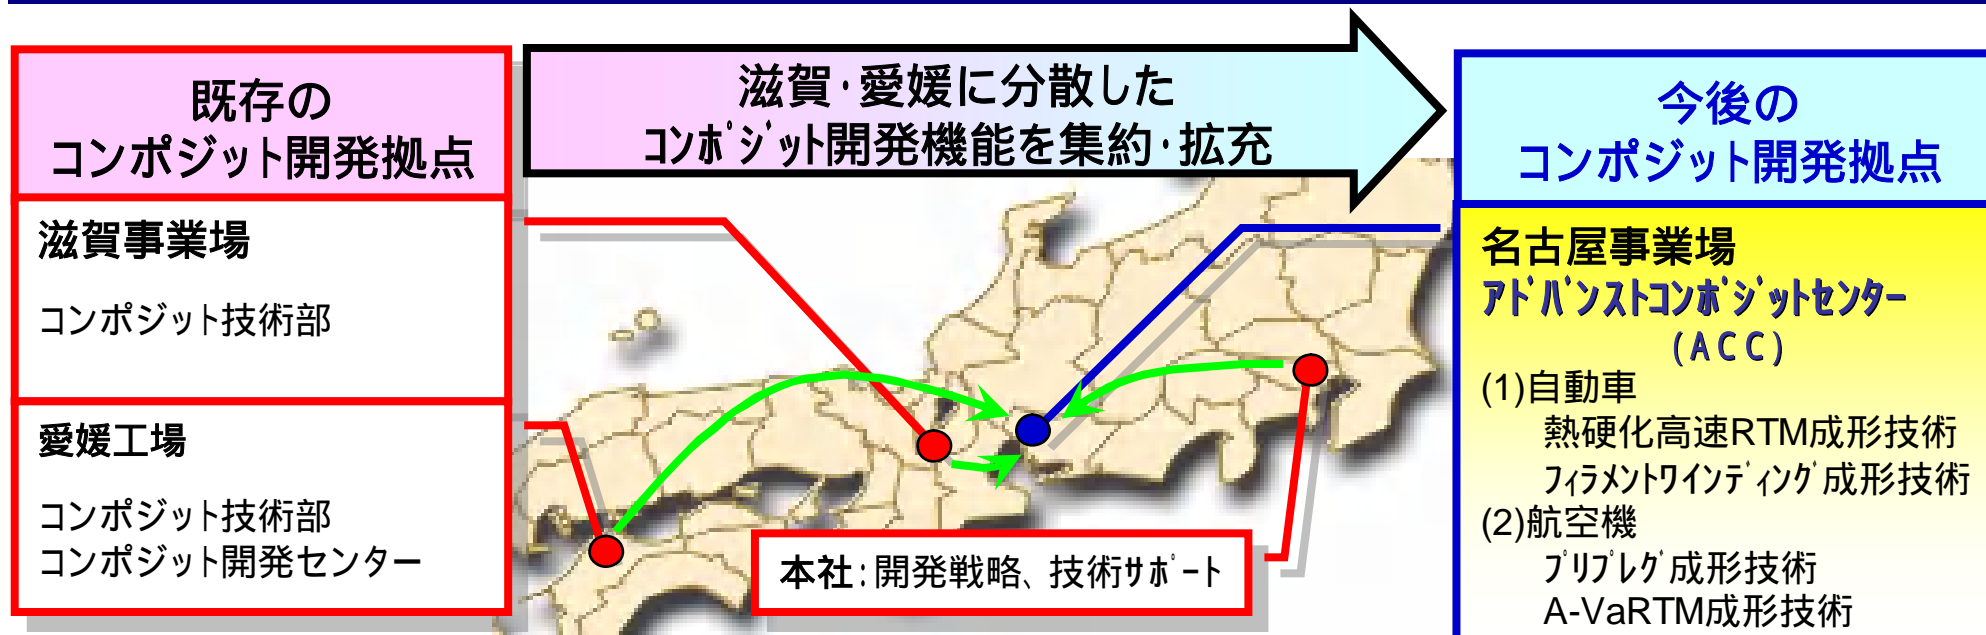 既存の
コンポジット開発拠点
滋賀事業場
コンポジット技術部
愛媛工場
コンポジット技術部
コンポジット開発センター
滋賀･愛媛に分散した
ｺﾝﾎﾟｼﾞｯﾄ開発機能を集約･拡充
本社:開発戦略、技術ｻﾎﾟｰﾄ
今後の
コンポジット開発拠点
名古屋事業場
ｱﾄﾞﾊﾞﾝｽﾄｺﾝﾎﾟｼﾞｯﾄｾﾝﾀｰ
(ＡＣＣ)
(1)自動車
熱硬化高速RTM成形技術
ﾌｨﾗﾒﾝﾄﾜｲﾝﾃﾞｨﾝｸﾞ成形技術
(2)航空機
ﾌﾟﾘﾌﾟﾚｸﾞ成形技術
A-VaRTM成形技術